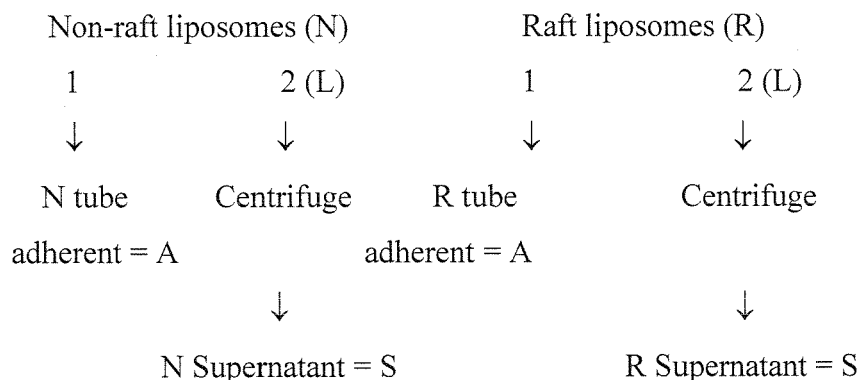 Non-raft liposomes (N) Raft liposomes (R)
1 2 (L) 1 2 (L)
↓ ↓ ↓ ↓
N tube Centrifuge R tube Centrifuge
adherent = A adherent = A
↓ ↓
N Supernatant = S R Supernatant = S